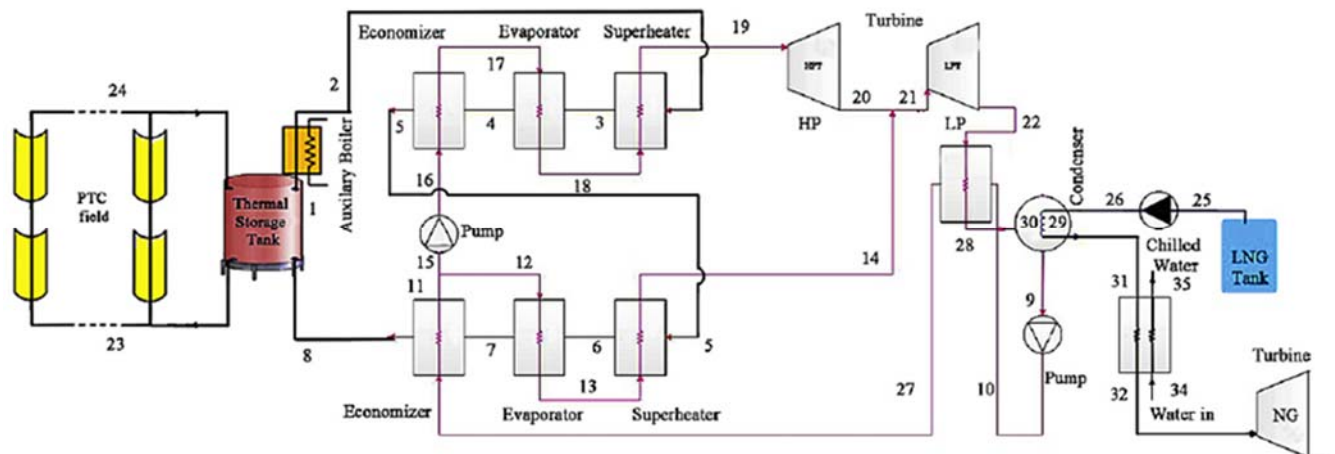 Economizer
Evaporator
Superheater
19
Turbine
24
2
17
HPT
LPT
5
4
3
20
21
HP
LP
22
PTC
field
Thermal
Storage
Tank
1
Auxilary Boiler
16
18
Pump
Condenser
30
29
26
25
28
Chilled
Water
LNG
Tank
15
12
14
11
31
35
9
23
8
7
6
5
13
27
10
Pump
32
34
Water in
Turbine
NG
Economizer
Evaporator
Superheater